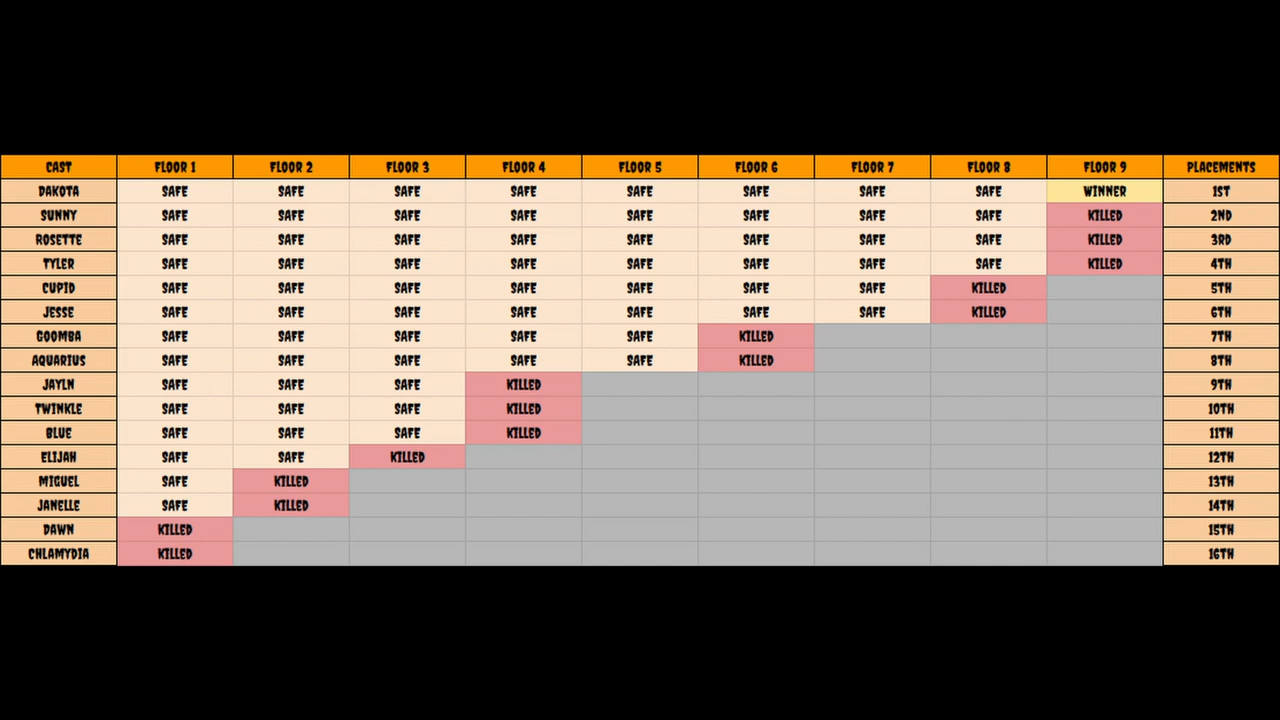 CAST FLOOR 1 FLOOR 2 FLOOR 3 FLOOR 4 FLOOR 5 FLOOR 6 FLOOR 7 FLOOR 8 FLOOR 9 PLACEMENTS
DAKOTA SAFE SAFE SAFE SAFE SAFE SAFE SAFE SAFE WINNER 1ST
SUNNY SAFE SAFE SAFE SAFE SAFE SAFE SAFE SAFE KILLED 2ND
ROSETTE SAFE SAFE SAFE SAFE SAFE SAFE SAFE SAFE KILLED 3RD
TYLER SAFE SAFE SAFE SAFE SAFE SAFE SAFE SAFE KILLED 4TH
CUPID SAFE SAFE SAFE SAFE SAFE SAFE SAFE KILLED 5TH
JESSE SAFE SAFE SAFE SAFE SAFE SAFE SAFE KILLED 6TH
GOOMBA SAFE SAFE SAFE SAFE SAFE KILLED 7TH
AQUARIUS SAFE SAFE SAFE SAFE SAFE KILLED 8TH
JAYLN SAFE SAFE SAFE KILLED 9TH
TWINKLE SAFE SAFE SAFE KILLED 10TH
BLUE SAFE SAFE SAFE KILLED 11TH
ELIJAH SAFE SAFE KILLED 12TH
MIGUEL SAFE KILLED 13TH
JANELLE SAFE KILLED 14TH
DAWN KILLED 15TH
CHLAMYDIA KILLED 16TH